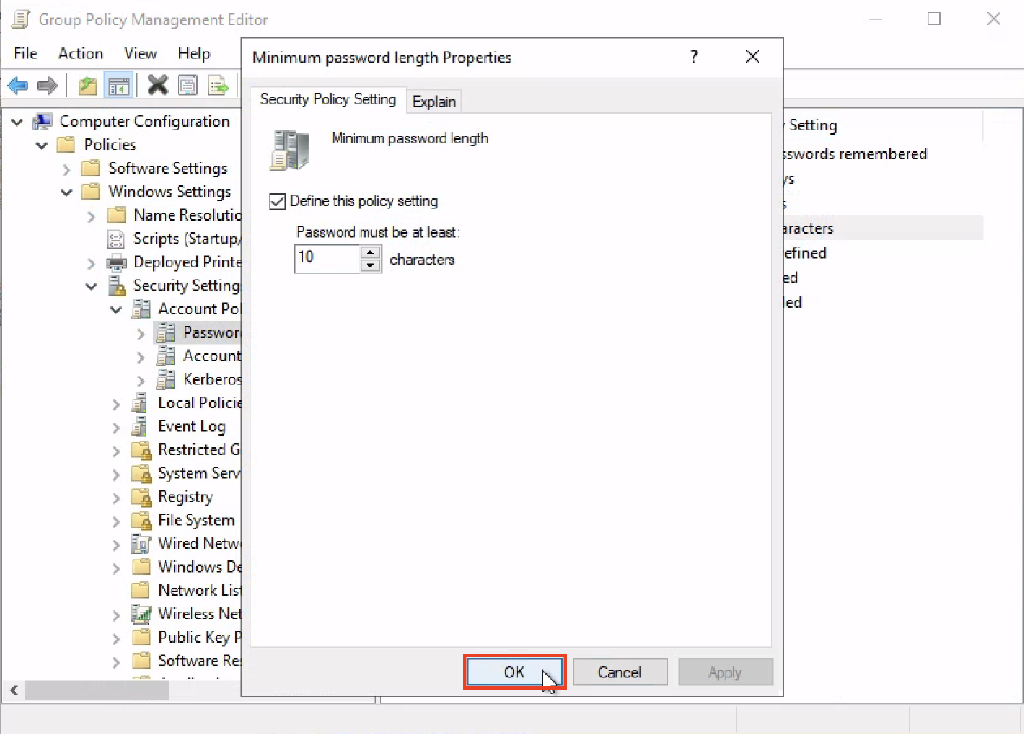 Group Policy Management Editor
File Action View Help
Minimum password length Properties
?
Security Policy Setting
Explain
Minimum password length
Define this policy setting
Password must be at least:
10
characters
OK
Cancel
Apply
Computer Configuration
Policies
Software Settings
Windows Settings
Name Resolutio
Scripts (Startup/
Deployed Printe
Security Setting
Account Pol
Passwor
Account
Kerberos
Local Policie
Event Log
Restricted G
System Serv
Registry
File System
Wired Netw
Windows De
Network List
Wireless Net
Public Key P
Software Res
Setting
sswords remembered
ys
s
aracters
efined
ed
led